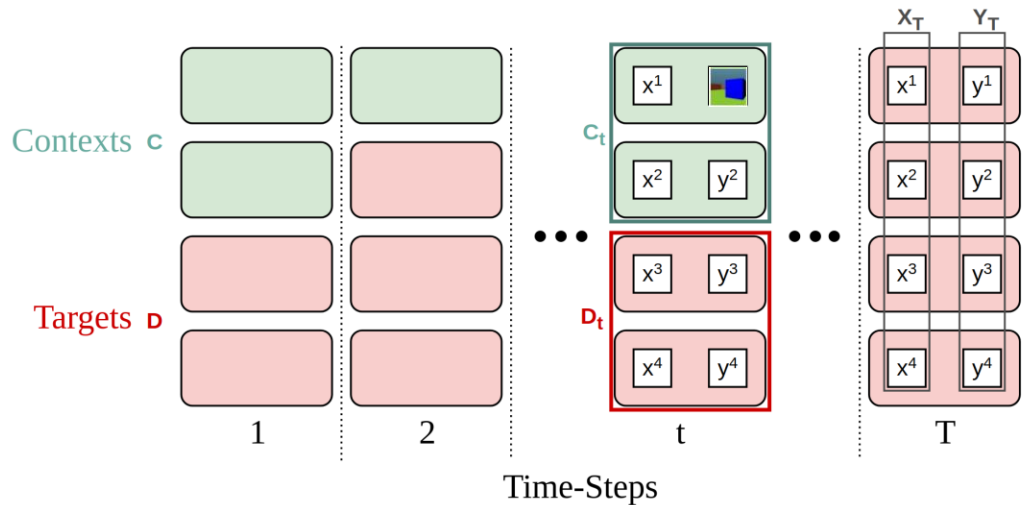 X_T Y_T
x¹ x¹ y¹
Contexts C C_t
x² y² x² y²
x³ y³ x³ y³
Targets D D_t
x⁴ y⁴ x⁴ y⁴
1 2 t T
Time-Steps